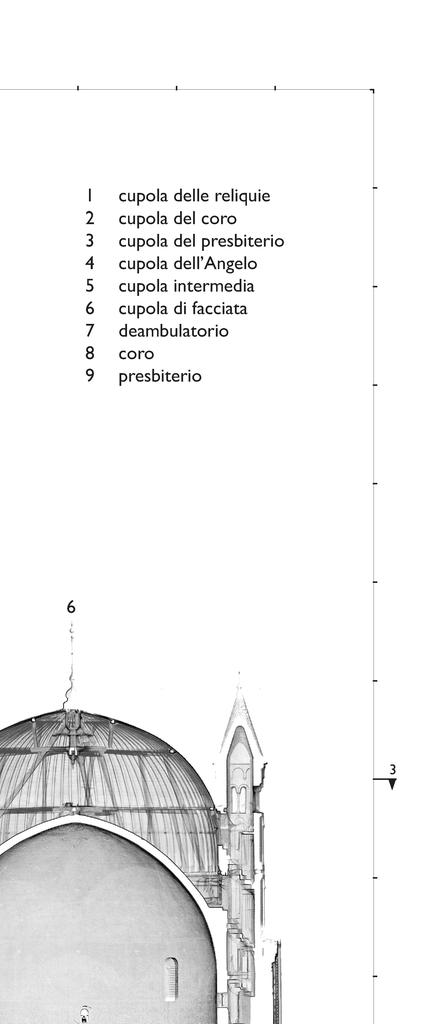 1 cupola delle reliquie
2 cupola del coro
3 cupola del presbiterio
4 cupola dell'Angelo
5 cupola intermedia
6 cupola di facciata
7 deambulatorio
8 coro
9 presbiterio
6
3